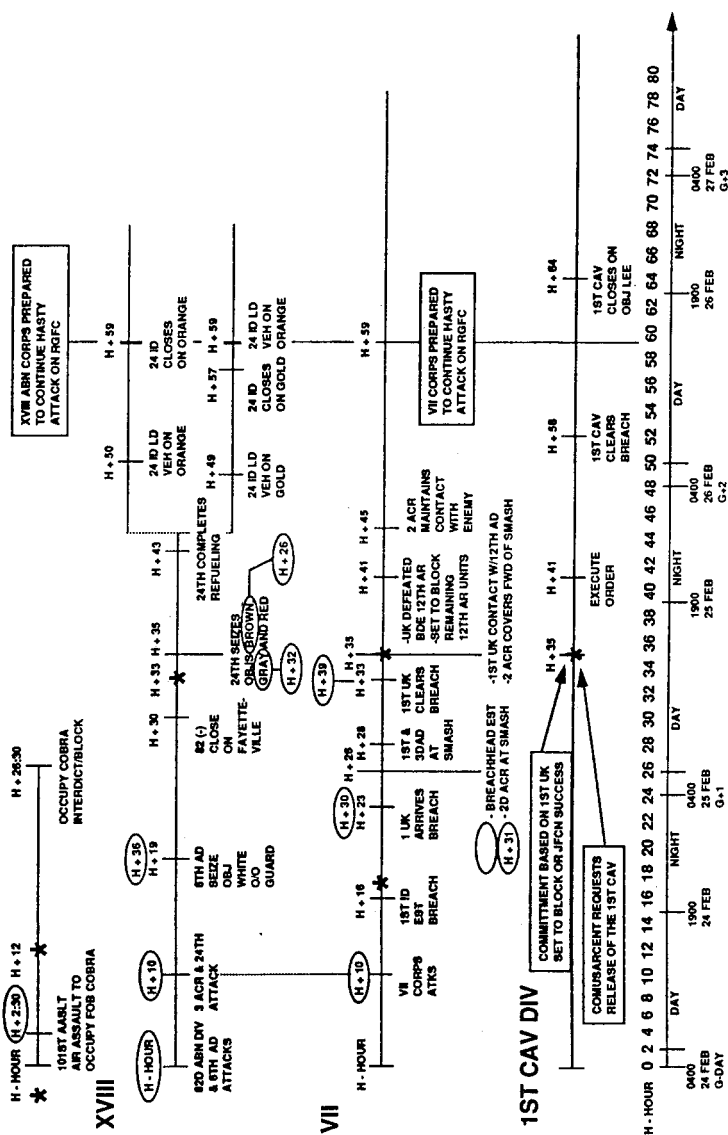 H - HOUR
H + 2:30
H + 12
H + 26:30
101ST AASLT
AIR ASSAULT TO
OCCUPY FOB COBRA
OCCUPY COBRA
INTERDICT/BLOCK
XVIII ABN CORPS PREPARED
TO CONTINUE HASTY
ATTACK ON RGFC
XVIII
H - HOUR
H + 10
H + 36
H + 19
H + 30
H + 33
H + 35
H + 43
H + 50
H + 59
82D ABN DIV
& 6TH AD
ATTACKS
3 ACR & 24TH
ATTACK
6TH AD
SEIZE
OBJ
WHITE
O/O
GUARD
82 (-)
CLOSE
ON
FAYETTE-
VILLE
24TH SEIZES
OBJS BROWN
GRAY AND RED
H + 32
H + 26
24TH COMPLETES
REFUELING
24 ID LD
VEH ON
ORANGE
24 ID
CLOSES
ON ORANGE
H + 49
H + 57
H + 59
24 ID LD
VEH ON
GOLD
24 ID
CLOSES
ON GOLD
24 ID LD
VEH ON
ORANGE
VII
H - HOUR
H + 10
H + 16
H + 30
H + 23
H + 26
H + 28
H + 39
H + 33
H + 35
H + 41
H + 45
H + 59
VII
CORPS
ATKS
1ST ID
EST
BREACH
1 UK
ARRIVES
BREACH
1ST &
3DAD
AT
SMASH
1ST UK
CLEARS
BREACH
-UK DEFEATED
BDE 12TH AR
-SET TO BLOCK
REMAINING
12TH AR UNITS
2 ACR
MAINTAINS
CONTACT
WITH
ENEMY
VII CORPS PREPARED
TO CONTINUE HASTY
ATTACK ON RGFC
H + 31
- BREACHHEAD EST
- 2D ACR AT SMASH
-1ST UK CONTACT W/12TH AD
-2 ACR COVERS FWD OF SMASH
1ST CAV DIV
COMMITTMENT BASED ON 1ST UK
SET TO BLOCK OR JFCN SUCCESS
COMUSARCENT REQUESTS
RELEASE OF THE 1ST CAV
H + 35
H + 41
H + 58
H + 64
EXECUTE
ORDER
1ST CAV
CLEARS
BREACH
1ST CAV
CLOSES ON
OBJ LEE
H - HOUR 0 2 4 6 8 10 12 14 16 18 20 22 24 26 28 30 32 34 36 38 40 42 44 46 48 50 52 54 56 58 60 62 64 66 68 70 72 74 76 78 80
DAY NIGHT DAY NIGHT DAY NIGHT DAY
0400
24 FEB
G-DAY
1900
24 FEB
0400
25 FEB
G+1
1900
25 FEB
0400
26 FEB
G+2
1900
26 FEB
0400
27 FEB
G+3